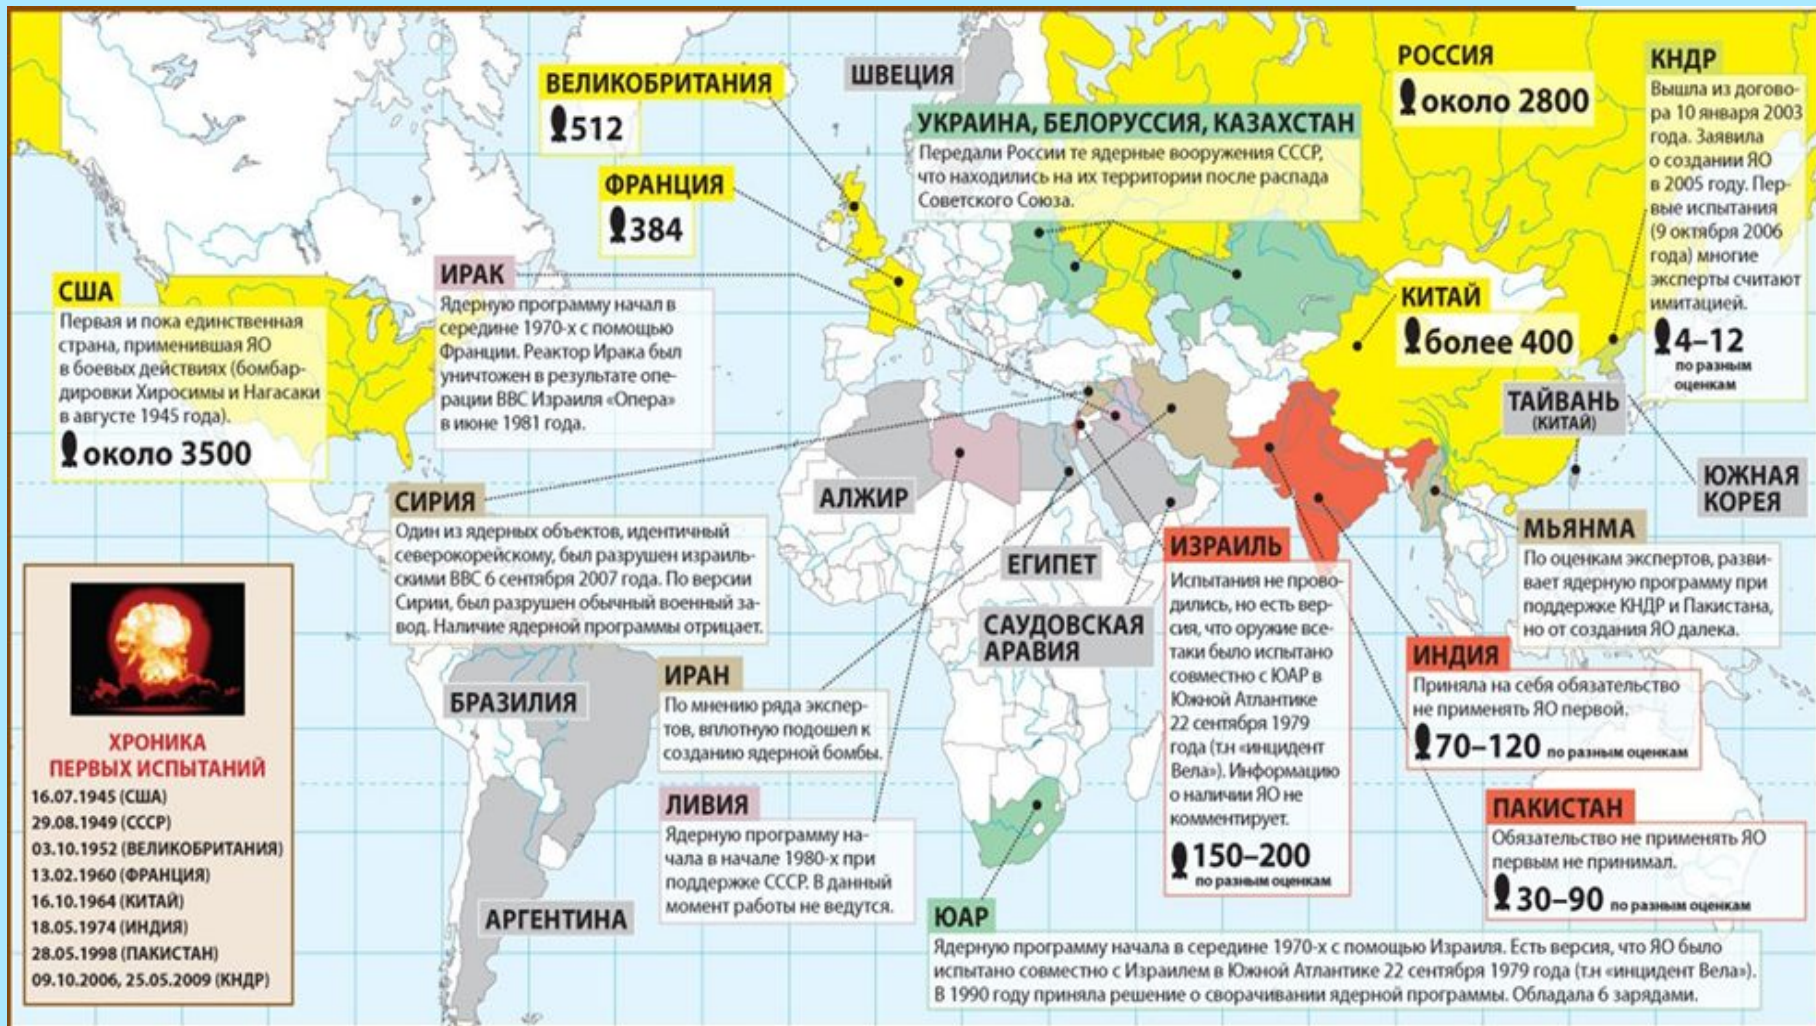 ВЕЛИКОБРИТАНИЯ
512
ФРАНЦИЯ
384
ШВЕЦИЯ
УКРАИНА, БЕЛОРУССИЯ, КАЗАХСТАН
Передали России те ядерные вооружения СССР,
что находились на их территории после распада
Советского Союза.
РОССИЯ
около 2800
КНДР
Вышла из догово-
ра 10 января 2003
года. Заявила
о создании ЯО
в 2005 году. Пер-
вые испытания
(9 октября 2006
года) многие
эксперты считают
имитацией.
4–12
по разным
оценкам
США
Первая и пока единственная
страна, применившая ЯО
в боевых действиях (бомбар-
дировки Хиросимы и Нагасаки
в августе 1945 года).
около 3500
ИРАК
Ядерную программу начал в
середине 1970-х с помощью
Франции. Реактор Ирака был
уничтожен в результате опе-
рации ВВС Израиля «Опера»
в июне 1981 года.
КИТАЙ
более 400
ТАЙВАНЬ
(КИТАЙ)
ЮЖНАЯ
КОРЕЯ
СИРИЯ
Один из ядерных объектов, идентичный
северокорейскому, был разрушен израиль-
скими ВВС 6 сентября 2007 года. По версии
Сирии, был разрушен обычный военный за-
вод. Наличие ядерной программы отрицает.
АЛЖИР
ЕГИПЕТ
САУДОВСКАЯ
АРАВИЯ
ИЗРАИЛЬ
Испытания не прово-
дились, но есть вер-
сия, что оружие все-
таки было испытано
совместно с ЮАР в
Южной Атлантике
22 сентября 1979
года (т.н «инцидент
Вела»). Информацию
о наличии ЯО не
комментирует.
150–200
по разным оценкам
МЬЯНМА
По оценкам экспертов, разви-
вает ядерную программу при
поддержке КНДР и Пакистана,
но от создания ЯО далека.
ИНДИЯ
Приняла на себя обязательство
не применять ЯО первой.
70–120 по разным оценкам
ПАКИСТАН
Обязательство не применять ЯО
первым не принимал.
30–90 по разным оценкам
БРАЗИЛИЯ
АРГЕНТИНА
ИРАН
По мнению ряда экспер-
тов, вплотную подошел к
созданию ядерной бомбы.
ЛИВИЯ
Ядерную программу на-
чала в начале 1980-х при
поддержке СССР. В данный
момент работы не ведутся.
ЮАР
Ядерную программу начала в середине 1970-х с помощью Израиля. Есть версия, что ЯО было
испытано совместно с Израилем в Южной Атлантике 22 сентября 1979 года (т.н «инцидент Вела»).
В 1990 году приняла решение о сворачивании ядерной программы. Обладала 6 зарядами.
ХРОНИКА
ПЕРВЫХ ИСПЫТАНИЙ
16.07.1945 (США)
29.08.1949 (СССР)
03.10.1952 (ВЕЛИКОБРИТАНИЯ)
13.02.1960 (ФРАНЦИЯ)
16.10.1964 (КИТАЙ)
18.05.1974 (ИНДИЯ)
28.05.1998 (ПАКИСТАН)
09.10.2006, 25.05.2009 (КНДР)